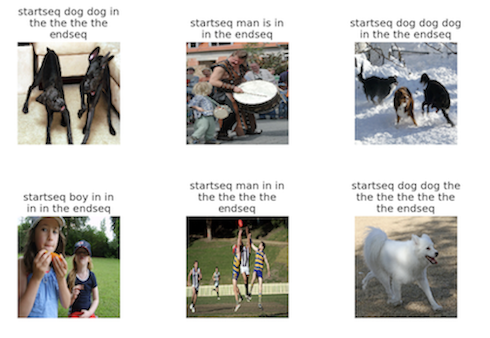 startseq dog dog in
the the the the
endseq
startseq man is in
in the endseq
startseq dog dog dog
in the the endseq
startseq boy in in
in in the endseq
startseq man in in
the the the the
endseq
startseq dog dog the
the the the the the
the endseq